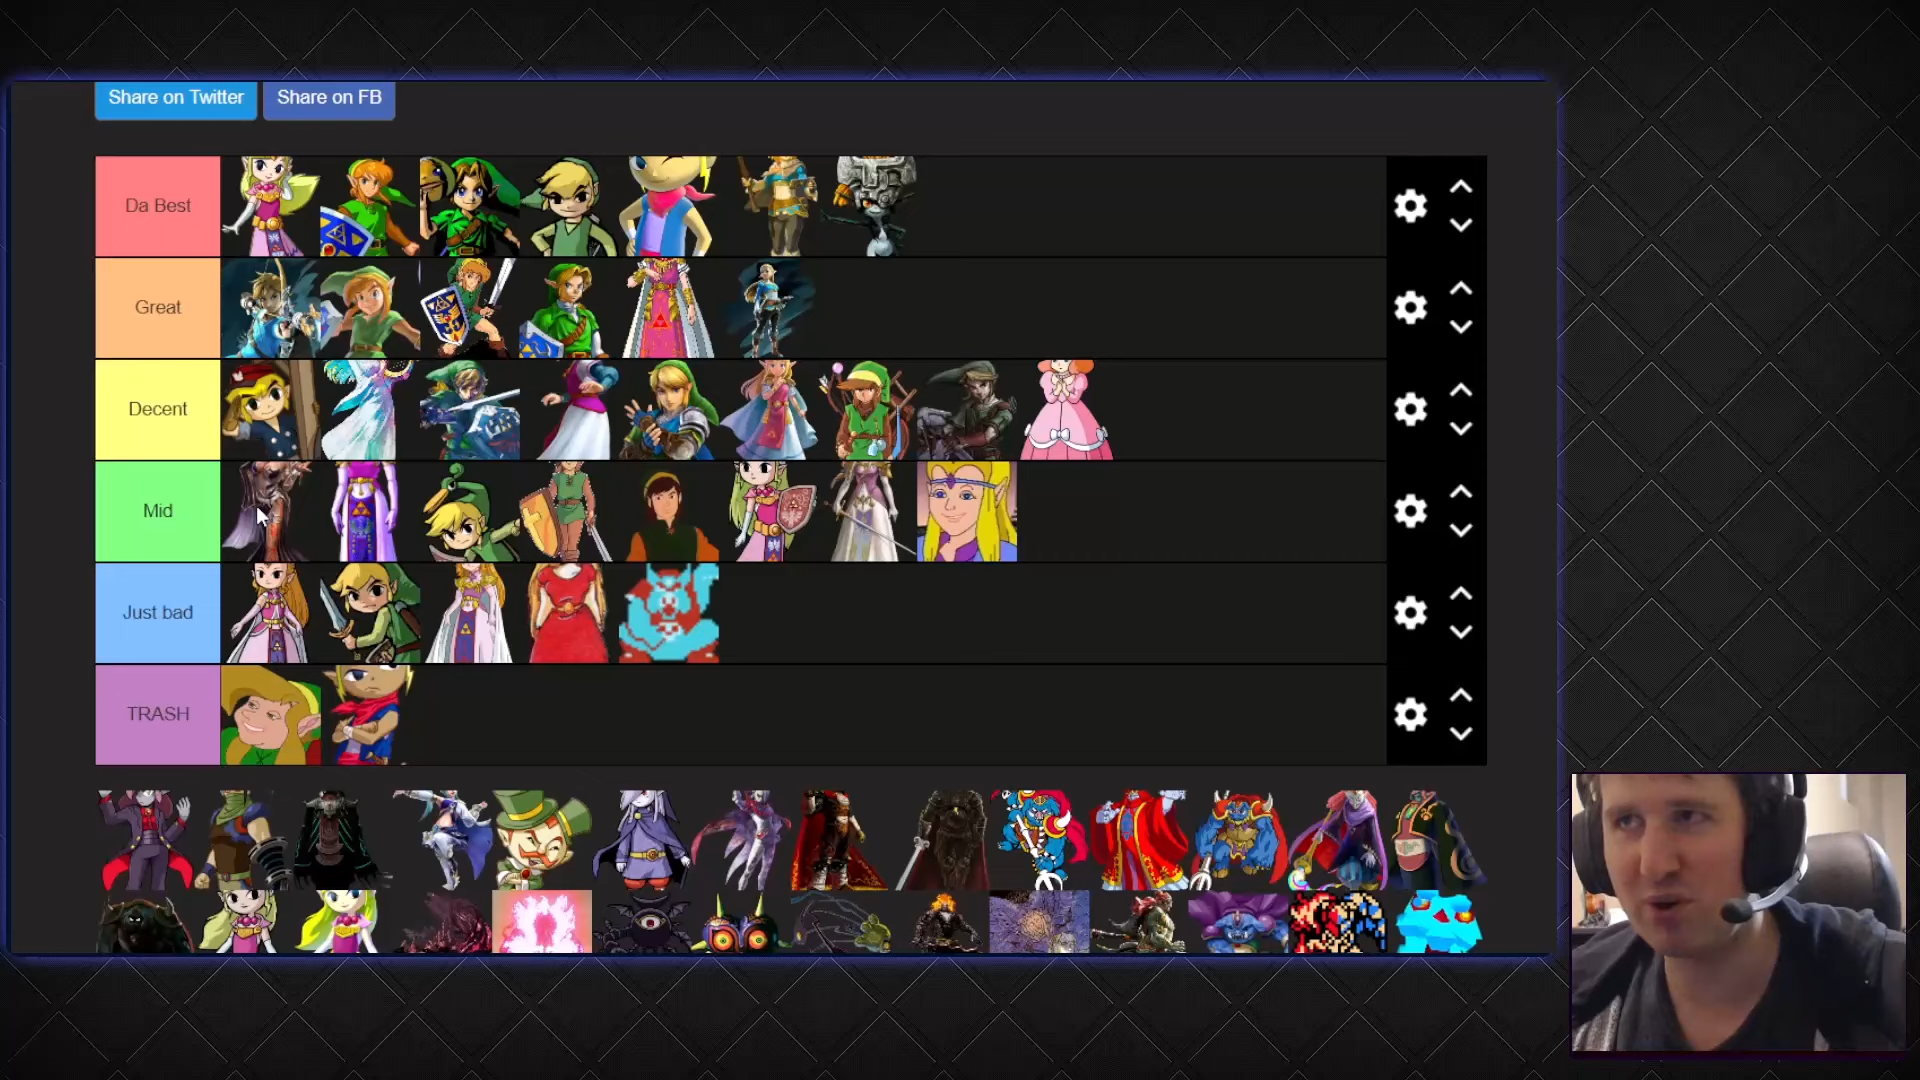 Share on Twitter Share on FB
Da Best
Great
Decent
Mid
Just bad
TRASH